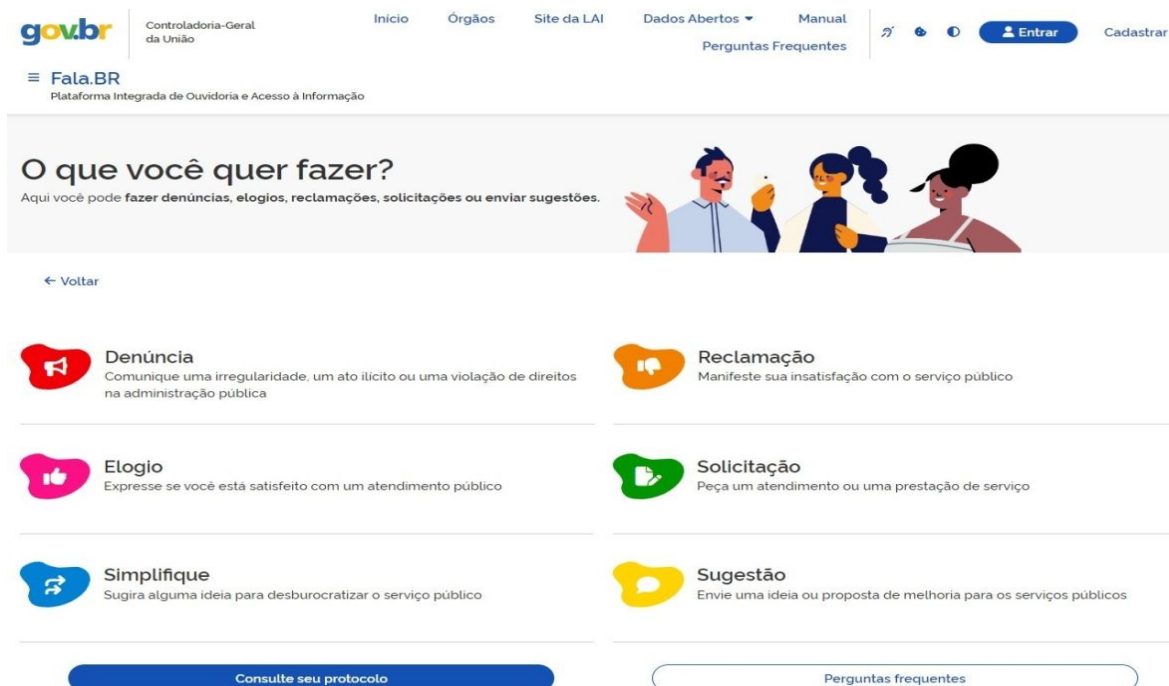 gov.br
Controladoria-Geral
da União
Início Órgãos Site da LAI Dados Abertos Manual
Perguntas Frequentes
Entrar
Cadastrar
Fala.BR
Plataforma Integrada de Ouvidoria e Acesso à Informação
O que você quer fazer?
Aqui você pode fazer denúncias, elogios, reclamações, solicitações ou enviar sugestões.
← Voltar
Denúncia
Comunique uma irregularidade, um ato ilícito ou uma violação de direitos
na administração pública
Reclamação
Manifeste sua insatisfação com o serviço público
Elogio
Expresse se você está satisfeito com um atendimento público
Solicitação
Peça um atendimento ou uma prestação de serviço
Simplifique
Sugira alguma ideia para desburocratizar o serviço público
Sugestão
Envie uma ideia ou proposta de melhoria para os serviços públicos
Consulte seu protocolo
Perguntas frequentes